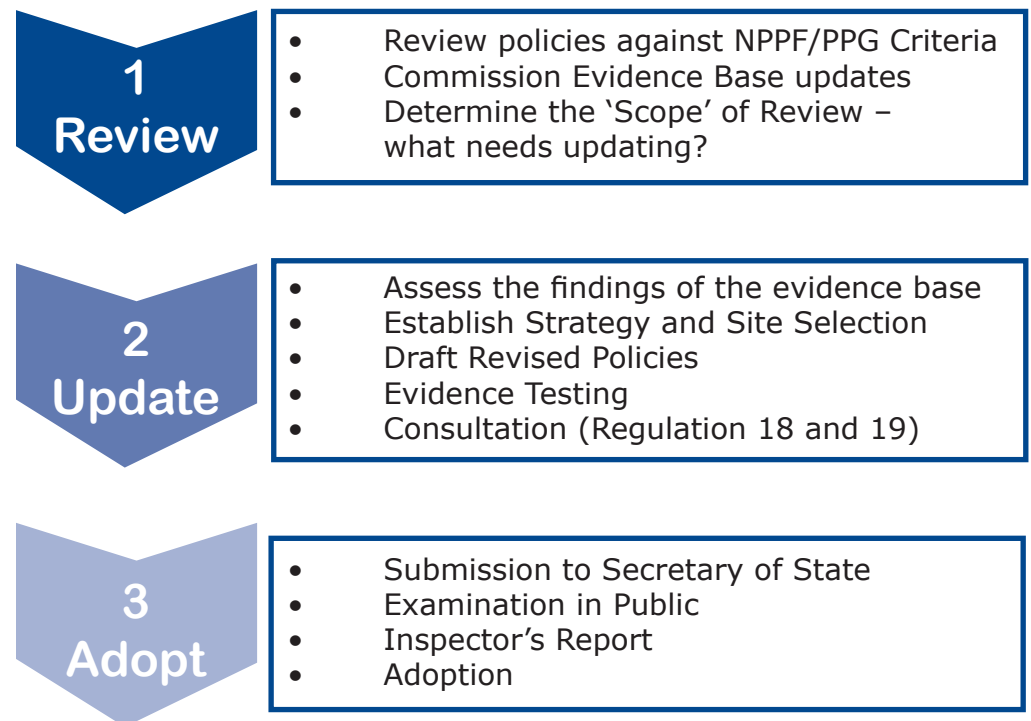 1
Review
• Review policies against NPPF/PPG Criteria
• Commission Evidence Base updates
• Determine the ‘Scope’ of Review –
what needs updating?
2
Update
• Assess the findings of the evidence base
• Establish Strategy and Site Selection
• Draft Revised Policies
• Evidence Testing
• Consultation (Regulation 18 and 19)
3
Adopt
• Submission to Secretary of State
• Examination in Public
• Inspector’s Report
• Adoption